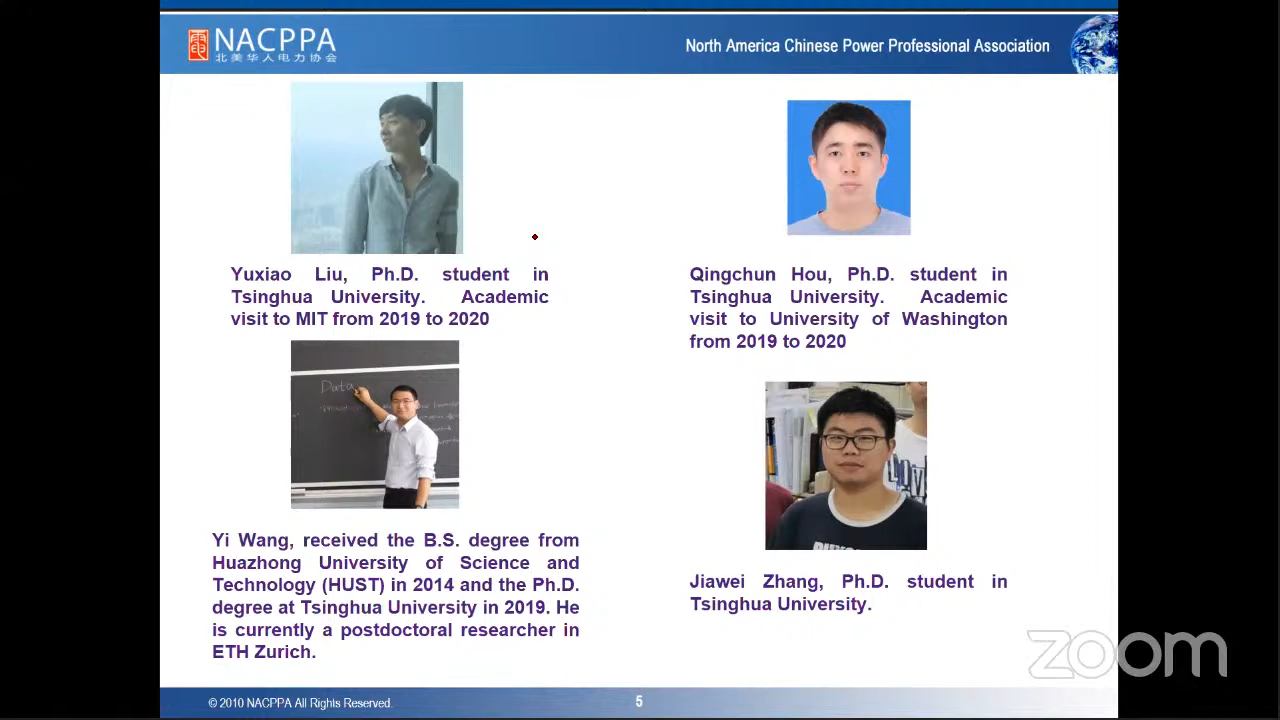 NACPPA
北美华人电力协会
North America Chinese Power Professional Association
Yuxiao Liu, Ph.D. student in
Tsinghua University. Academic
visit to MIT from 2019 to 2020
Qingchun Hou, Ph.D. student in
Tsinghua University. Academic
visit to University of Washington
from 2019 to 2020
Data
Yi Wang, received the B.S. degree from
Huazhong University of Science and
Technology (HUST) in 2014 and the Ph.D.
degree at Tsinghua University in 2019. He
is currently a postdoctoral researcher in
ETH Zurich.
Jiawei Zhang, Ph.D. student in
Tsinghua University.
zoom
© 2010 NACPPA All Rights Reserved.
5